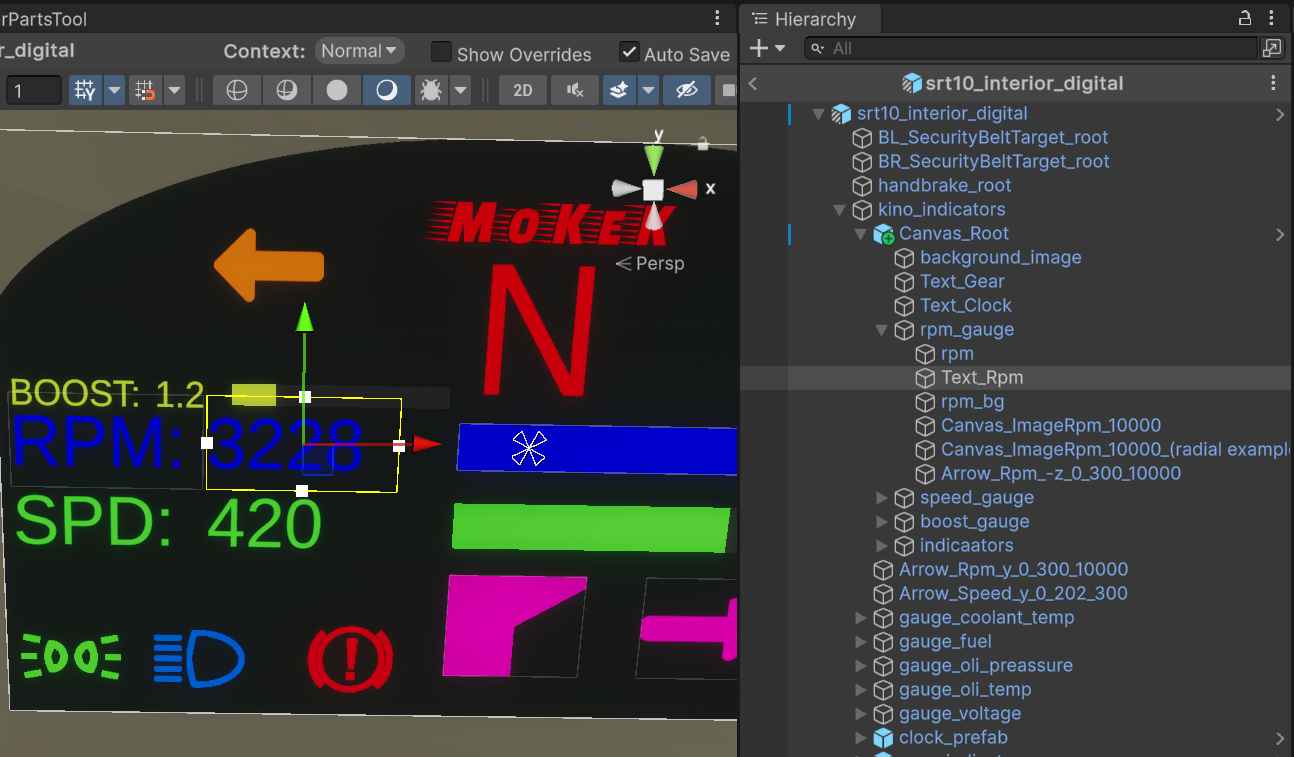 rPartsTool
Hierarchy
r_digital
Context:
Normal
Show Overrides
Auto Save
All
1
2D
srt10_interior_digital
srt10_interior_digital
BL_SecurityBeltTarget_root
BR_SecurityBeltTarget_root
handbrake_root
kino_indicators
Canvas_Root
background_image
Text_Gear
Text_Clock
rpm_gauge
rpm
Text_Rpm
rpm_bg
Canvas_ImageRpm_10000
Canvas_ImageRpm_10000_(radial example
Arrow_Rpm_-z_0_300_10000
speed_gauge
boost_gauge
indicaators
Arrow_Rpm_y_0_300_10000
Arrow_Speed_y_0_202_300
gauge_coolant_temp
gauge_fuel
gauge_oli_preassure
gauge_oli_temp
gauge_voltage
clock_prefab
y
x
Persp
MoKeK
N
BOOST: 1.2
RPM: 3228
SPD: 420